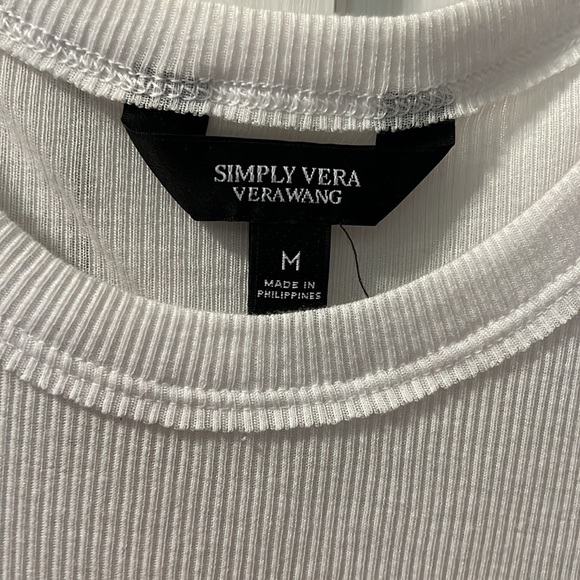 SIMPLY VERA
VERAWANG
M
MADE IN
PHILIPPINES